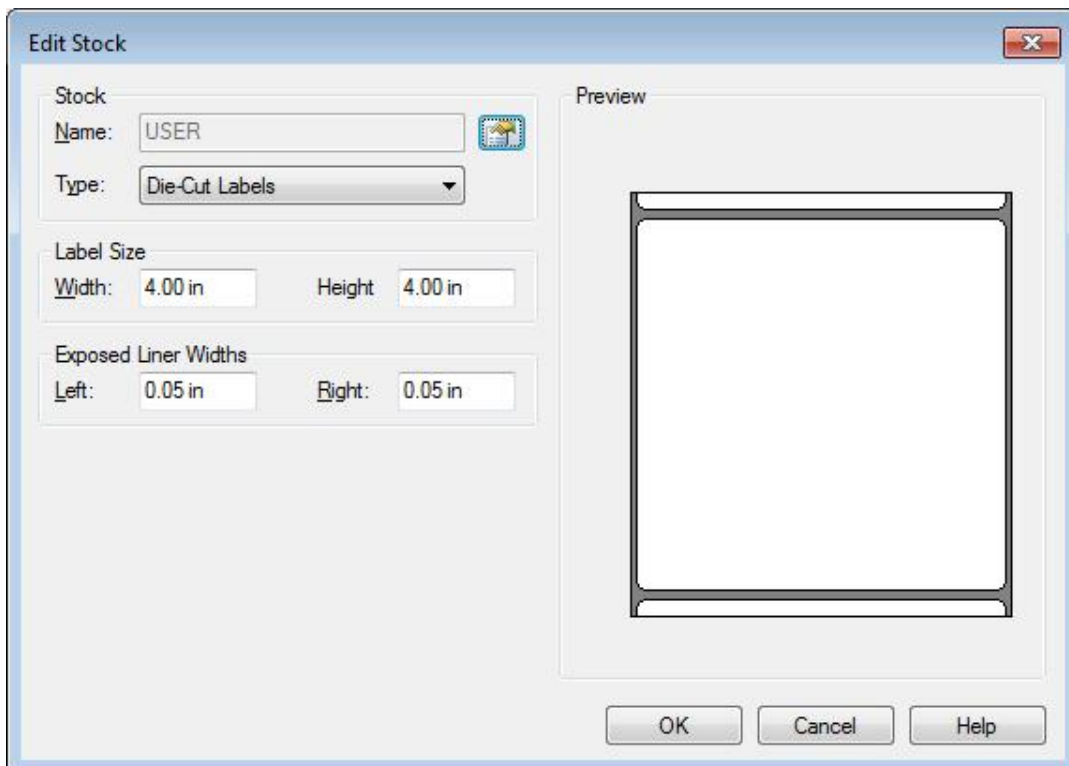 Edit Stock
Stock
Name: USER
Type: Die-Cut Labels
Label Size
Width: 4.00 in Height 4.00 in
Exposed Liner Widths
Left: 0.05 in Right: 0.05 in
Preview
OK Cancel Help